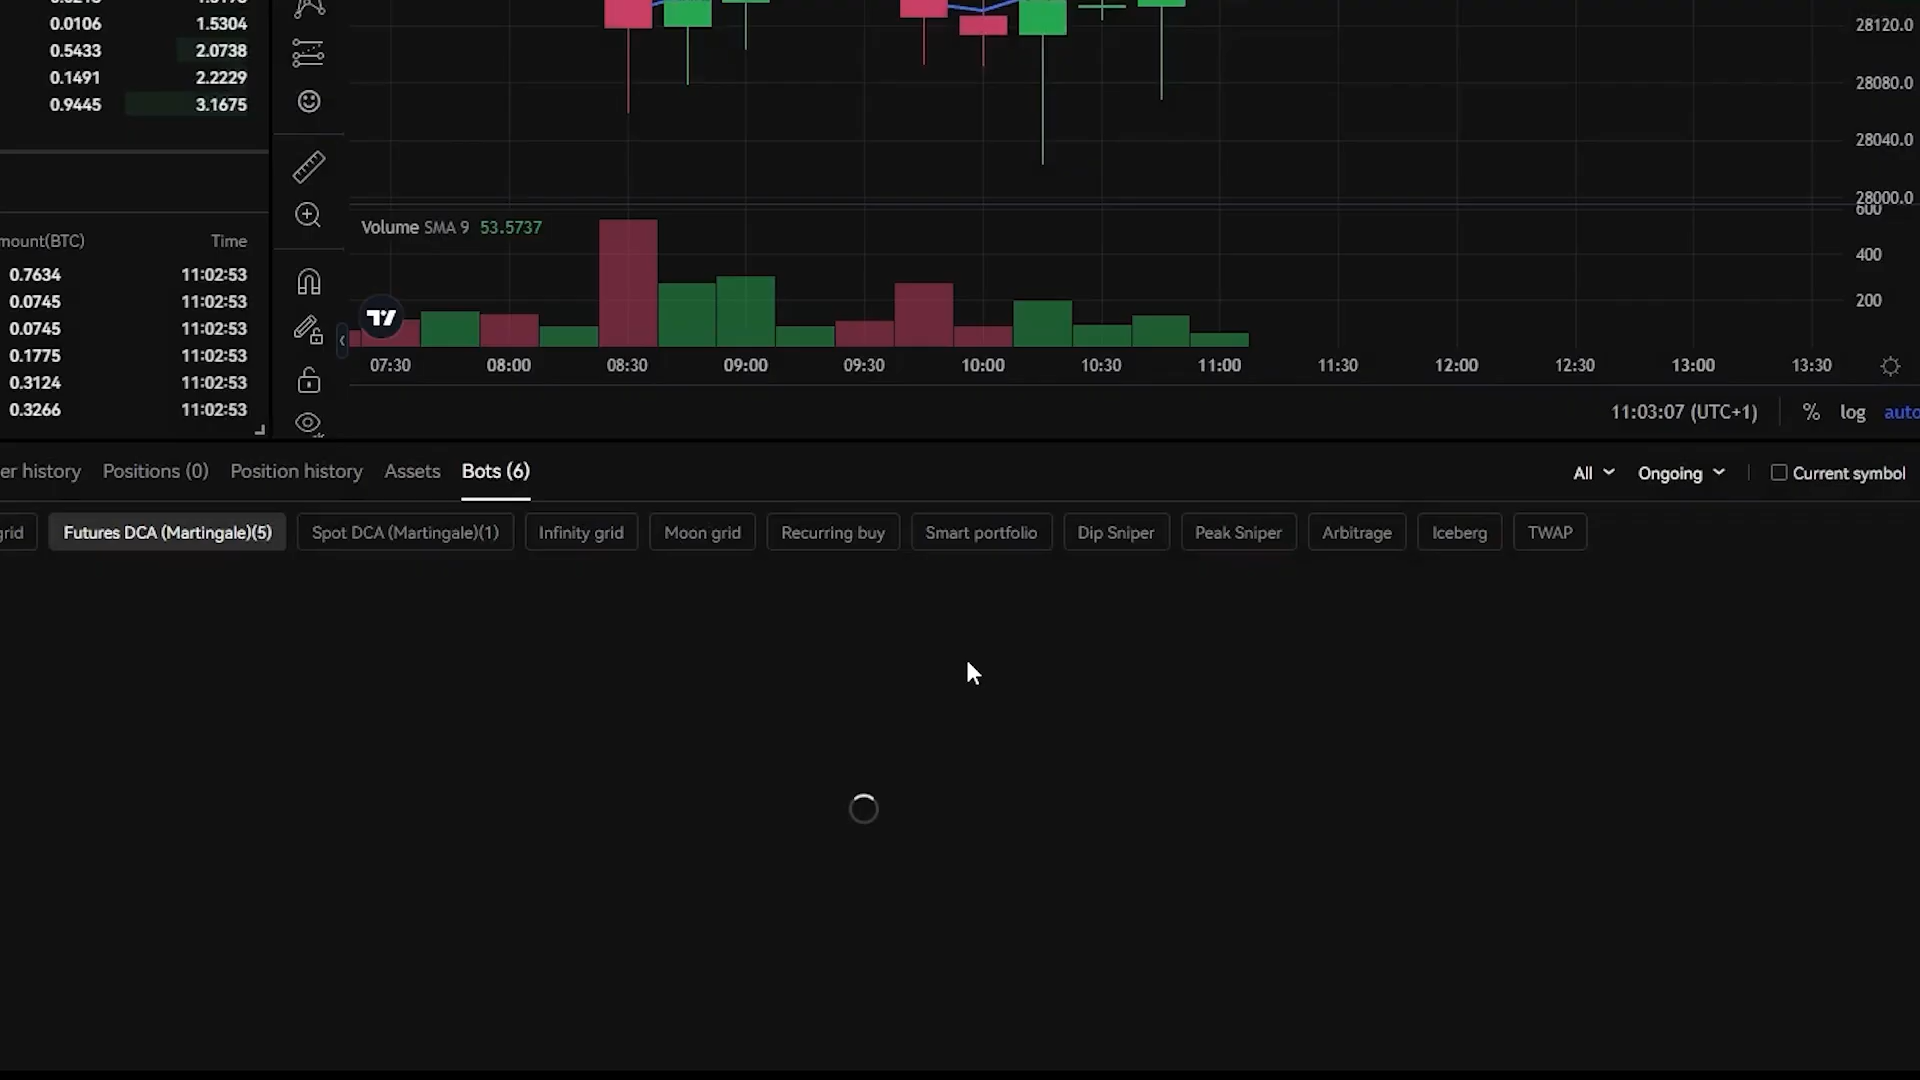 28120.0
0.0106 1.5304
0.5433 2.0738
0.1491 2.2229
0.9445 3.1675
28080.0
28040.0
28000.0
600
Volume SMA 9 53.5737
400
200
mount(BTC) Time
0.7634 11:02:53
0.0745 11:02:53
0.0745 11:02:53
0.1775 11:02:53
0.3124 11:02:53
0.3266 11:02:53
07:30 08:00 08:30 09:00 09:30 10:00 10:30 11:00 11:30 12:00 12:30 13:00 13:30
11:03:07 (UTC+1) % log auto
er history Positions (0) Position history Assets Bots (6) All Ongoing Current symbol
grid Futures DCA (Martingale)(5) Spot DCA (Martingale)(1) Infinity grid Moon grid Recurring buy Smart portfolio Dip Sniper Peak Sniper Arbitrage Iceberg TWAP